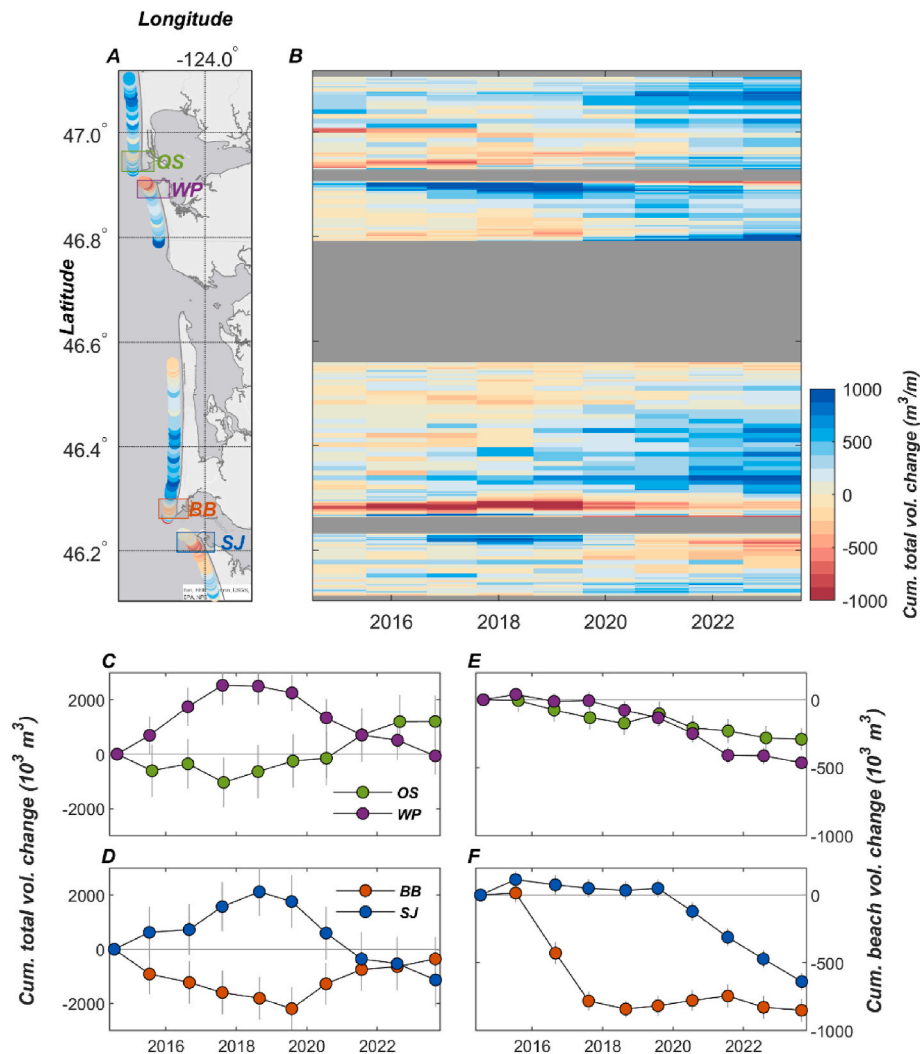 Longitude
A
-124.0°
B
47.0°
OS
WP
46.8°
Latitude
46.6°
46.4°
BB
46.2°
SJ
USGS,
EPA, NPS
1000
500
0
-500
-1000
Cum. total vol. change (m³/m)
2016 2018 2020 2022
C
E
2000
0
-2000
OS
WP
0
-500
-1000
D
F
2000
0
-2000
BB
SJ
0
-500
-1000
Cum. total vol. change (10³ m³)
Cum. beach vol. change (10³ m³)
2016 2018 2020 2022
2016 2018 2020 2022